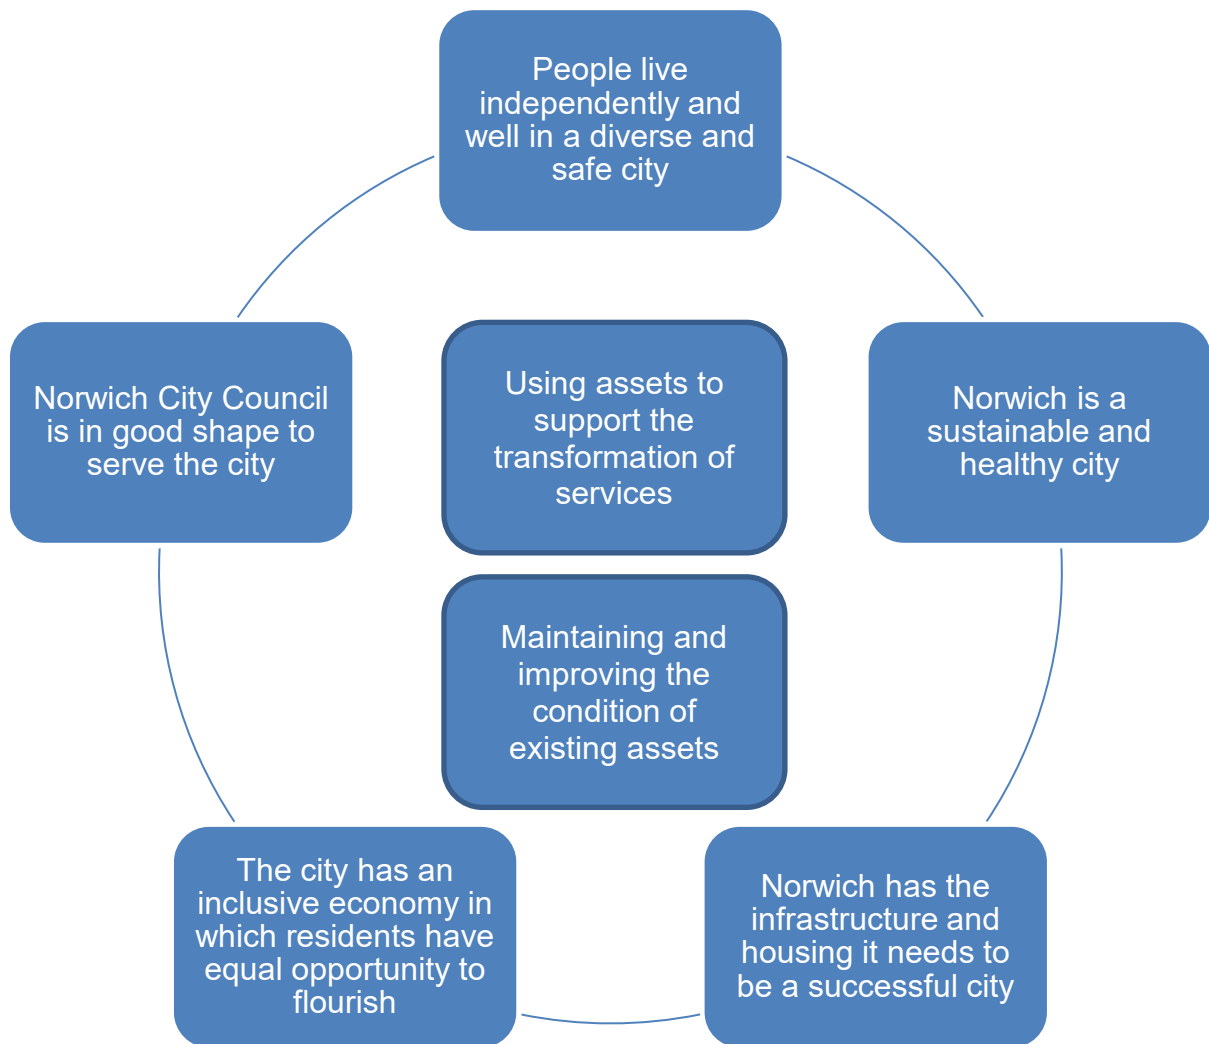 People live
independently and
well in a diverse and
safe city
Norwich City Council
is in good shape to
serve the city
Using assets to
support the
transformation of
services
Norwich is a
sustainable and
healthy city
Maintaining and
improving the
condition of
existing assets
The city has an
inclusive economy in
which residents have
equal opportunity to
flourish
Norwich has the
infrastructure and
housing it needs to
be a successful city